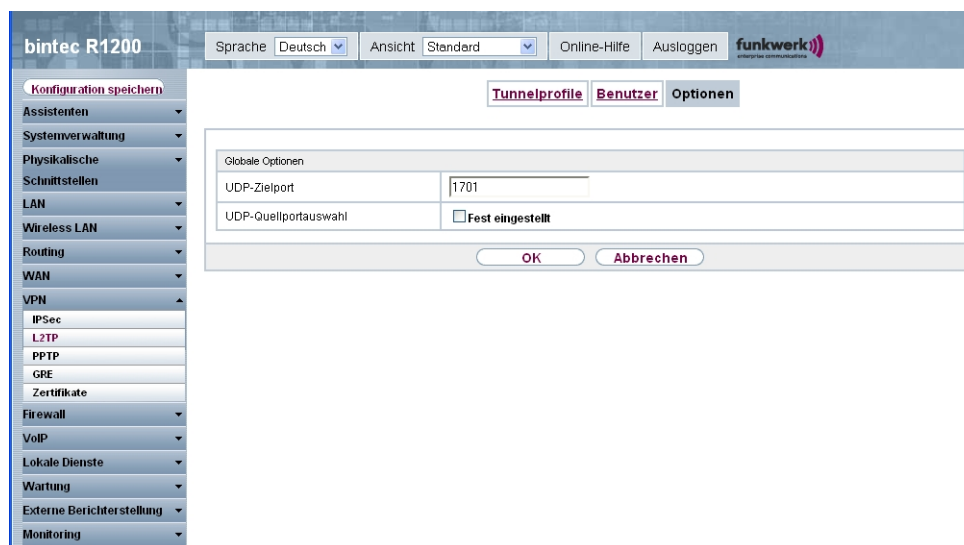 bintec R1200
Sprache Deutsch Ansicht Standard Online-Hilfe Ausloggen funkwerk
enterprise communications
Konfiguration speichern
Assistenten
Systemverwaltung
Physikalische
Schnittstellen
LAN
Wireless LAN
Routing
WAN
VPN
IPSec
L2TP
PPTP
GRE
Zertifikate
Firewall
VoIP
Lokale Dienste
Wartung
Externe Berichterstellung
Monitoring
Tunnelprofile Benutzer Optionen
Globale Optionen
UDP-Zielport 1701
UDP-Quellportauswahl Fest eingestellt
OK Abbrechen